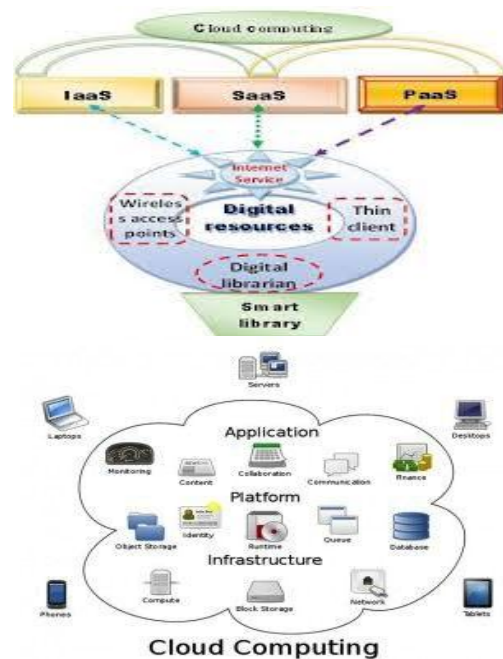 Cloud computing
IaaS SaaS PaaS
Internet
Service
Wireles
s access
points
Digital
resources
Thin
client
Digital
librarian
Smart
library
Servers
Laptops
Desktops
Application
Monitoring
Content
Collaboration
Communication
Finance
Platform
Object Storage
Identity
Runtime
Queue
Database
Infrastructure
Compute
Block Storage
Network
Phones
Tablets
Cloud Computing